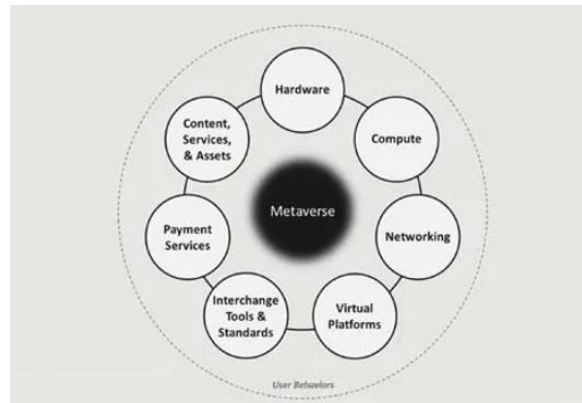 Hardware
Compute
Networking
Virtual
Platforms
Interchange
Tools &
Standards
Payment
Services
Content,
Services,
& Assets
Metaverse
User Behaviors